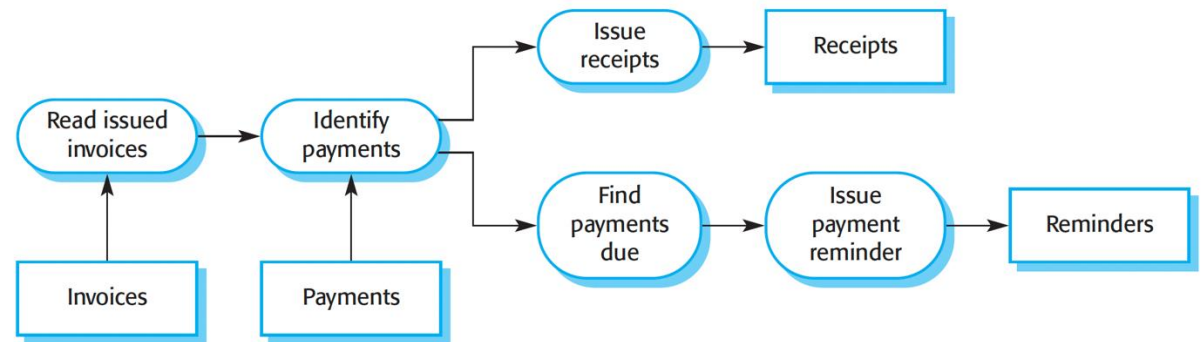 Issue
receipts
Receipts
Read issued
invoices
Identify
payments
Find
payments
due
Issue
payment
reminder
Reminders
Invoices
Payments